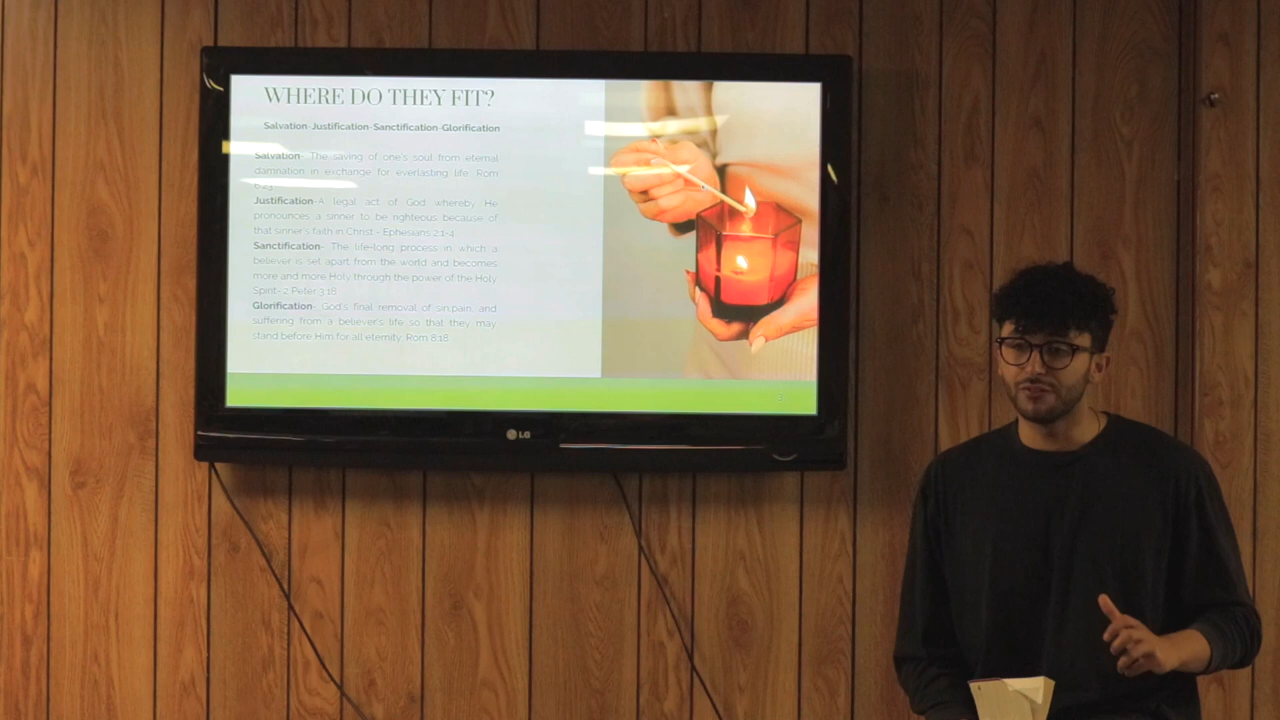 WHERE DO THEY FIT?
Salvation-Justification-Sanctification-Glorification
Salvation- The saving of one's soul from eternal
damnation in exchange for everlasting life. Rom
6:23
Justification-A legal act of God whereby He
pronounces a sinner to be righteous because of
that sinner's faith in Christ - Ephesians 2:1-4
Sanctification- The life-long process in which a
believer is set apart from the world and becomes
more and more Holy through the power of the Holy
Spirit- 2 Peter 3:18
Glorification- God's final removal of sin,pain, and
suffering from a believer's life so that they may
stand before Him for all eternity. Rom 8:18
3
LG